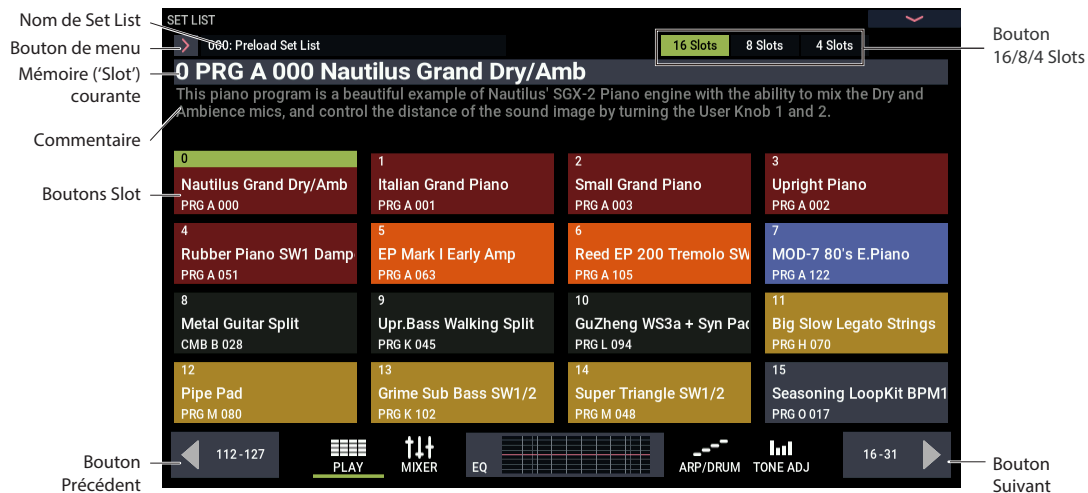 Nom de Set List
SET LIST
Bouton de menu
000: Preload Set List
16 Slots
8 Slots
4 Slots
Bouton
16/8/4 Slots
Mémoire ('Slot')
courante
0 PRG A 000 Nautilus Grand Dry/Amb
This piano program is a beautiful example of Nautilus' SGX-2 Piano engine with the ability to mix the Dry and
Ambience mics, and control the distance of the sound image by turning the User Knob 1 and 2.
Commentaire
Boutons Slot
0
Nautilus Grand Dry/Amb
PRG A 000
1
Italian Grand Piano
PRG A 001
2
Small Grand Piano
PRG A 003
3
Upright Piano
PRG A 002
4
Rubber Piano SW1 Damp
PRG A 051
5
EP Mark I Early Amp
PRG A 063
6
Reed EP 200 Tremolo SW
PRG A 105
7
MOD-7 80's E.Piano
PRG A 122
8
Metal Guitar Split
CMB B 028
9
Upr.Bass Walking Split
PRG K 045
10
GuZheng WS3a + Syn Pac
PRG L 094
11
Big Slow Legato Strings
PRG H 070
12
Pipe Pad
PRG M 080
13
Grime Sub Bass SW1/2
PRG K 102
14
Super Triangle SW1/2
PRG M 048
15
Seasoning LoopKit BPM1
PRG O 017
Bouton
Précédent
112-127
PLAY
MIXER
EQ
ARP/DRUM
TONE ADJ
16-31
Bouton
Suivant